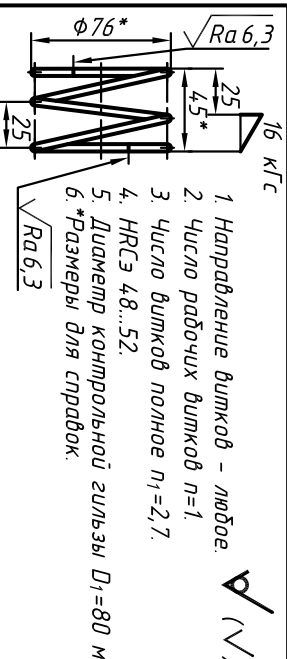 Ф76*
Ra 6,3
25
45*
25
16 кГс
Ra 6,3
1. Направление витков - любое.
2. Число рабочих витков n=1.
3. Число витков полное n₁=2,7.
4. HRCэ 48...52.
5. Диаметр контрольной гильзы D₁=80 м
6. *Размеры для справок.